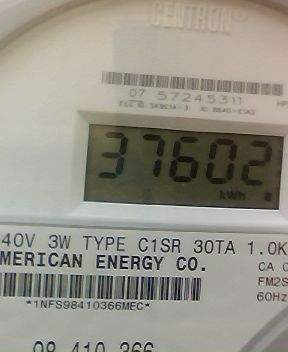 CENTRON®
07 57245311
37602
kWh
40V 3W TYPE C1SR 30TA 1.0K
MERICAN ENERGY CO.
CA 0
FM2S
60Hz
*1NFS98410366MEC*
98 410 366